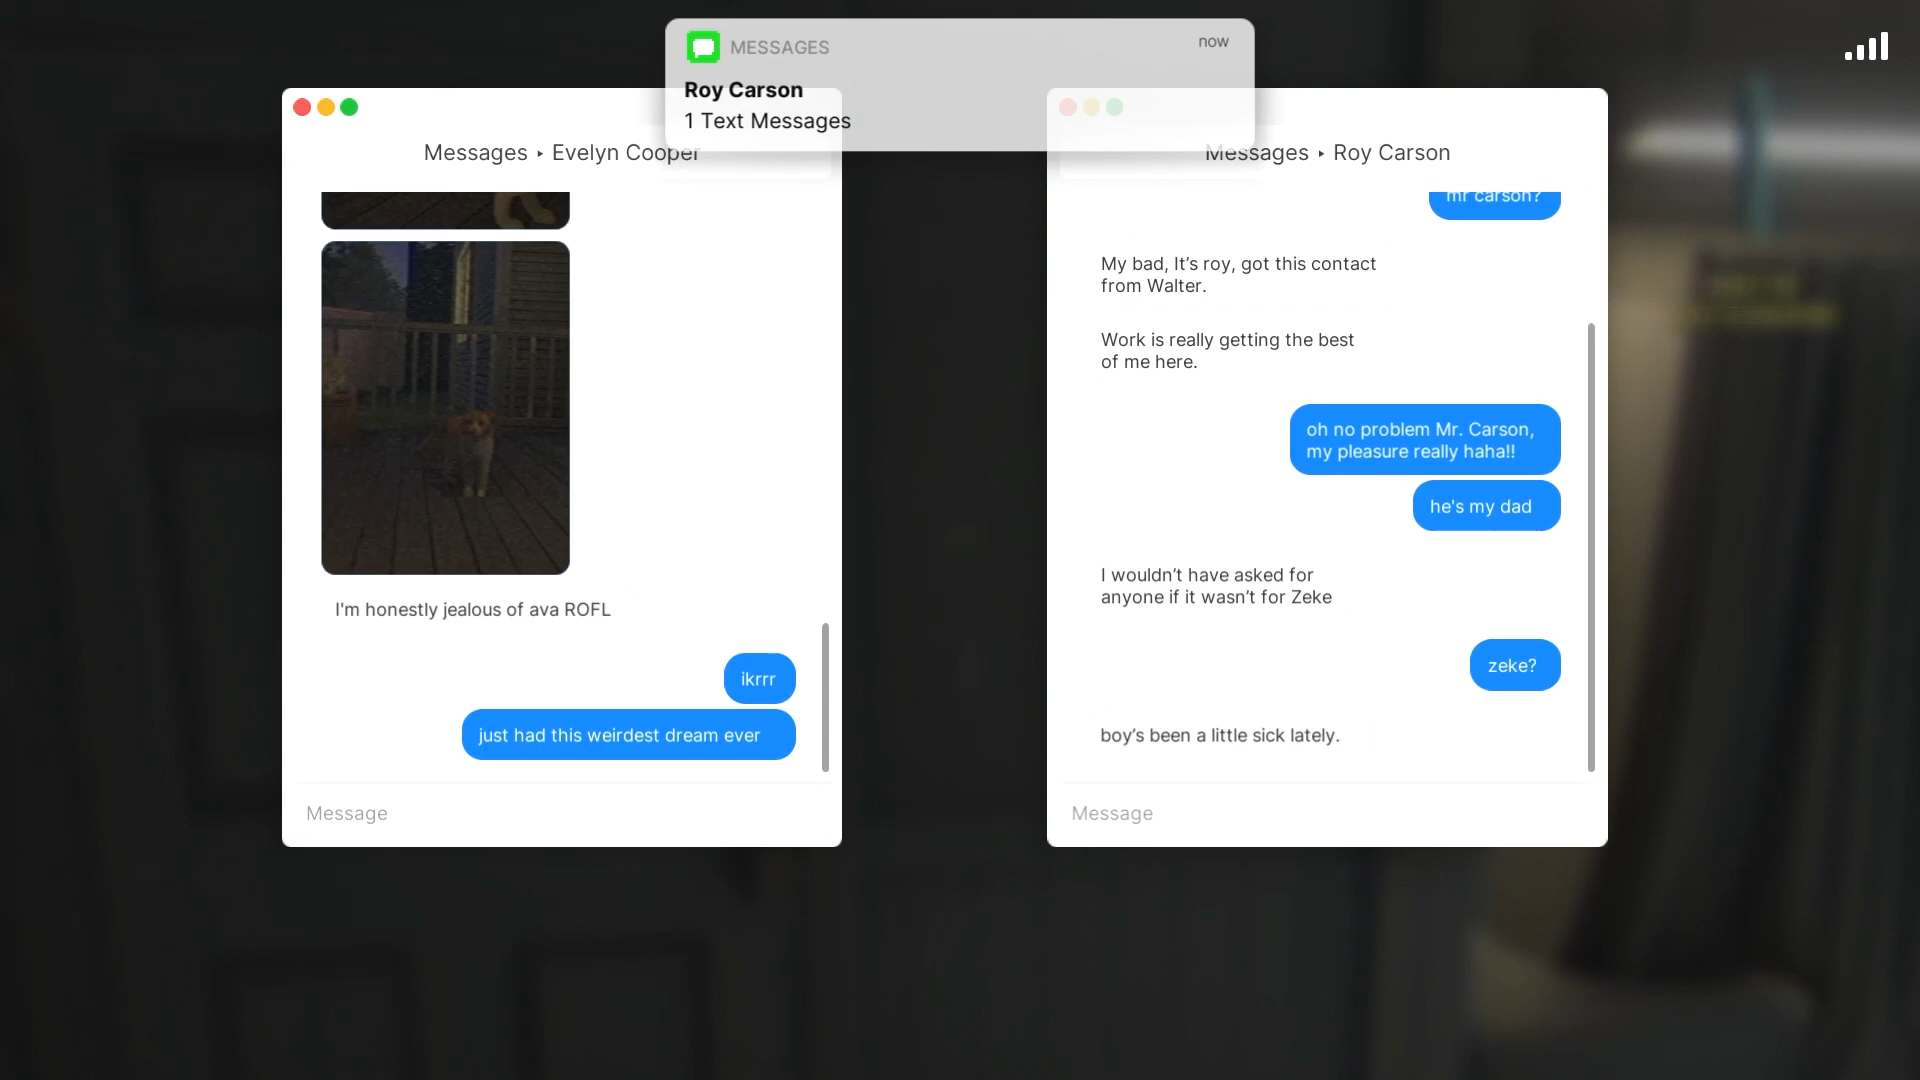 MESSAGES
now
Roy Carson
1 Text Messages
Messages ‣ Evelyn Cooper
I'm honestly jealous of ava ROFL
ikrrr
just had this weirdest dream ever
Message
Messages ‣ Roy Carson
mr carson?
My bad, It’s roy, got this contact
from Walter.
Work is really getting the best
of me here.
oh no problem Mr. Carson,
my pleasure really haha!!
he's my dad
I wouldn’t have asked for
anyone if it wasn’t for Zeke
zeke?
boy’s been a little sick lately.
Message